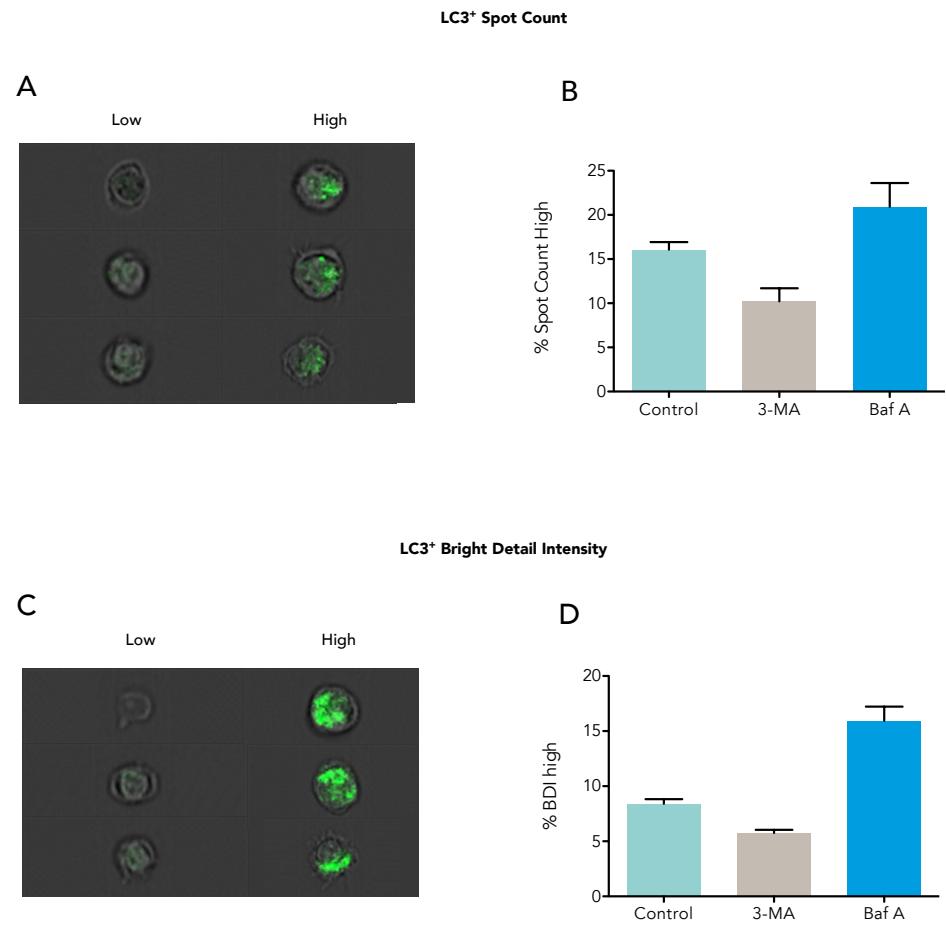 LC3⁺ Spot Count
A
Low High
B
% Spot Count High
25
20
15
10
5
0
Control 3-MA Baf A
LC3⁺ Bright Detail Intensity
C
Low High
D
% BDI high
20
15
10
5
0
Control 3-MA Baf A